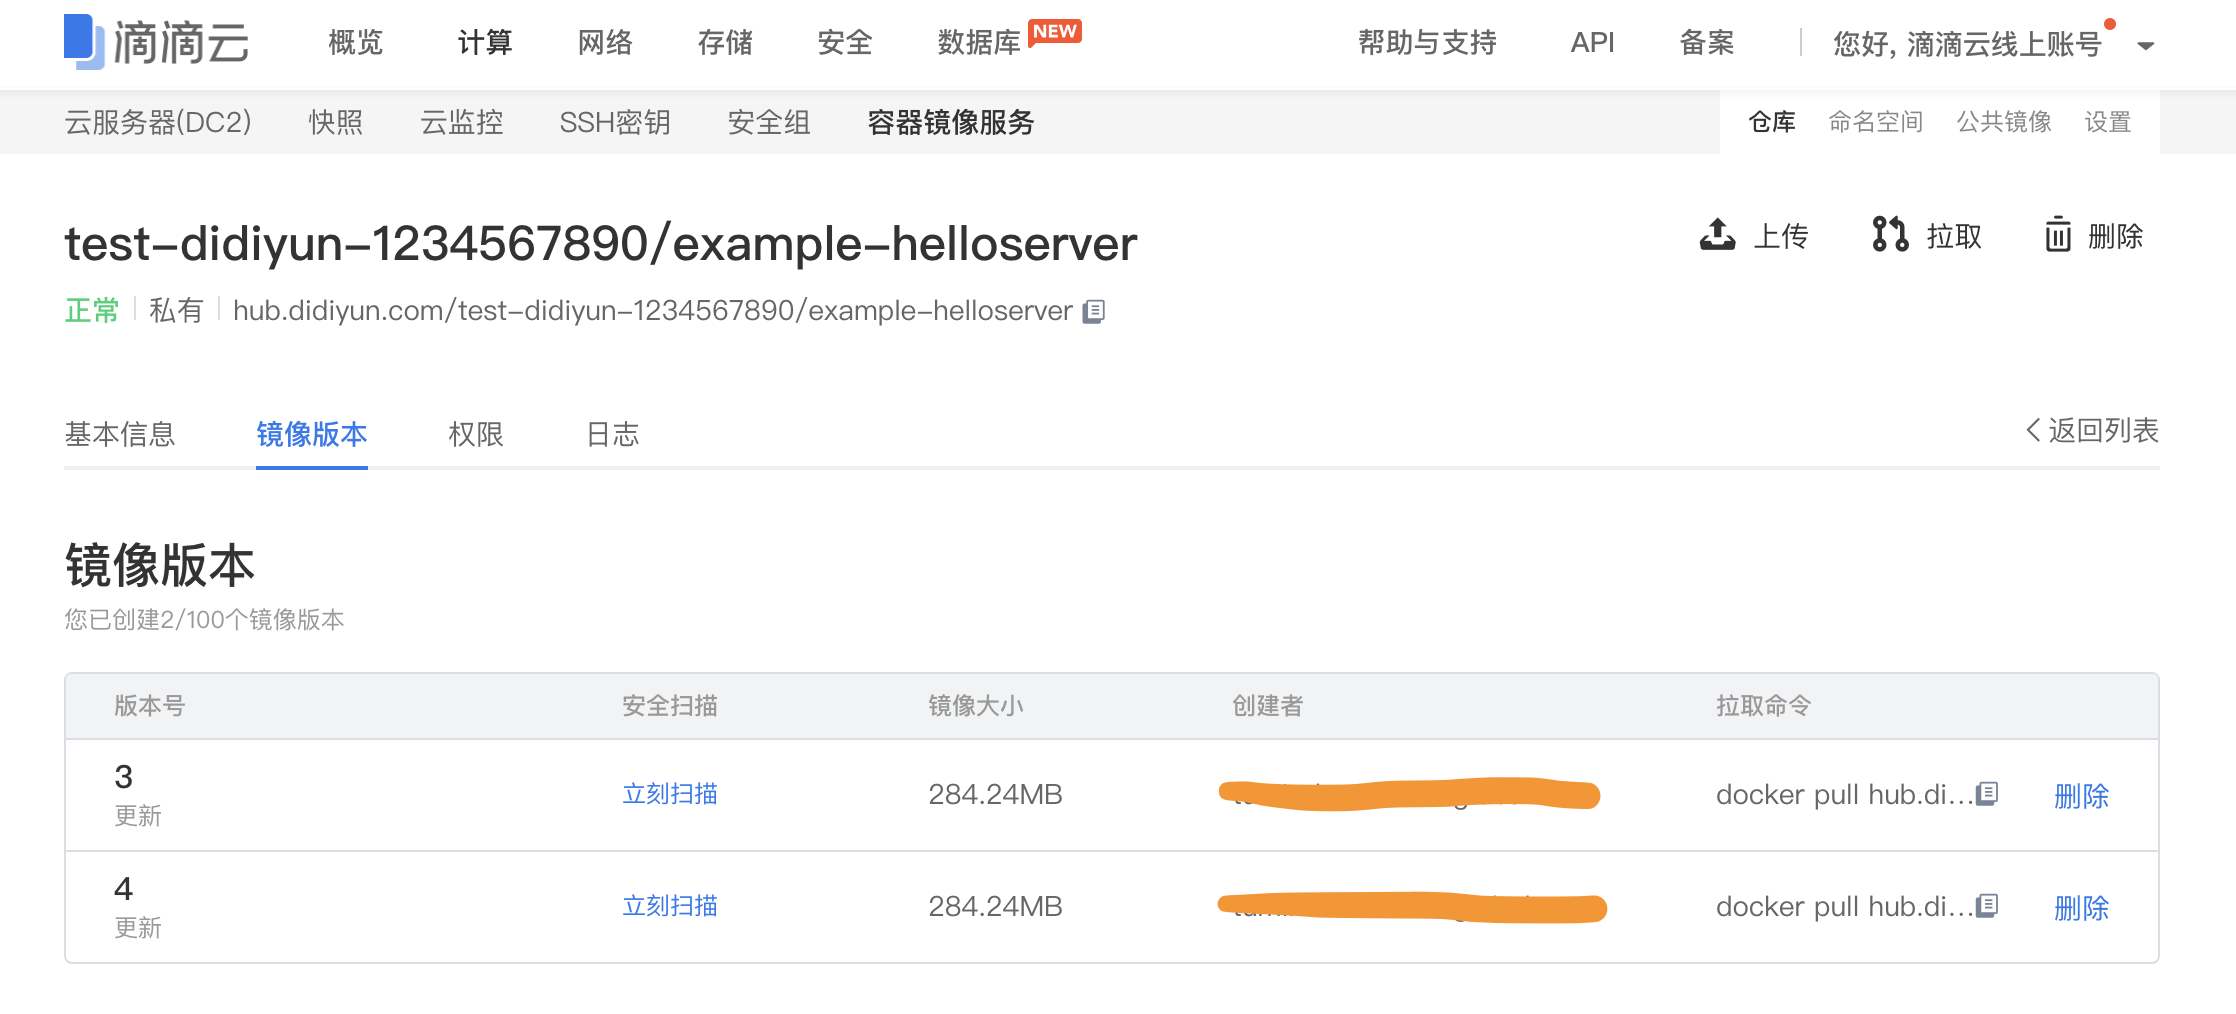 滴滴云 概览 计算 网络 存储 安全 数据库 NEW 帮助与支持 API 备案 您好, 滴滴云线上账号
云服务器(DC2) 快照 云监控 SSH密钥 安全组 容器镜像服务 仓库 命名空间 公共镜像 设置
test-didiyun-1234567890/example-helloserver 上传 拉取 删除
正常 私有 hub.didiyun.com/test-didiyun-1234567890/example-helloserver
基本信息 镜像版本 权限 日志 返回列表
镜像版本
您已创建2/100个镜像版本
版本号 安全扫描 镜像大小 创建者 拉取命令
3 立刻扫描 284.24MB docker pull hub.di... 删除
更新
4 立刻扫描 284.24MB docker pull hub.di... 删除
更新